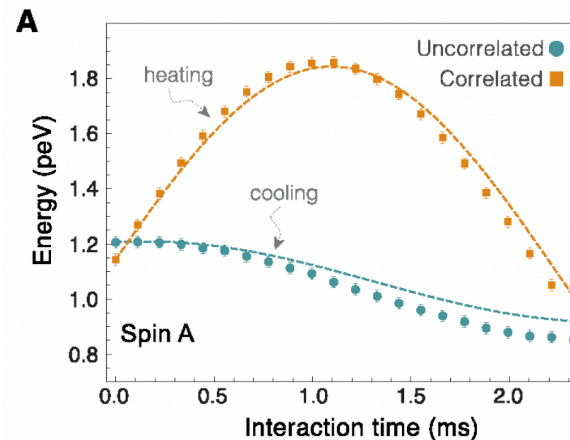 A
Uncorrelated
Correlated
heating
cooling
Spin A
Energy (peV)
1.8
1.6
1.4
1.2
1.0
0.8
0.0 0.5 1.0 1.5 2.0
Interaction time (ms)